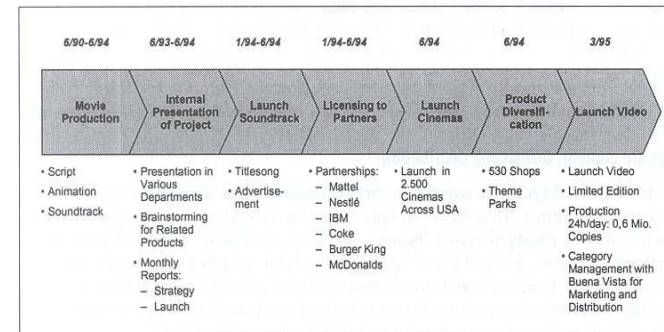 6/90-6/94
6/93-6/94
1/94-6/94
1/94-6/94
6/94
6/94
3/95
Movie
Production
Internal
Presentation
of Project
Launch
Soundtrack
Licensing to
Partners
Launch
Cinemas
Product
Diversifi-
cation
Launch Video
• Script
• Animation
• Soundtrack
• Presentation in
Various
Departments
• Brainstorming
for Related
Products
• Monthly
Reports:
– Strategy
– Launch
• Titlesong
• Advertise-
ment
• Partnerships:
– Mattel
– Nestlé
– IBM
– Coke
– Burger King
– McDonalds
• Launch in
2.500
Cinemas
Across USA
• 530 Shops
• Theme
Parks
• Launch Video
• Limited Edition
• Production
24h/day: 0,6 Mio.
Copies
• Category
Management with
Buena Vista for
Marketing and
Distribution